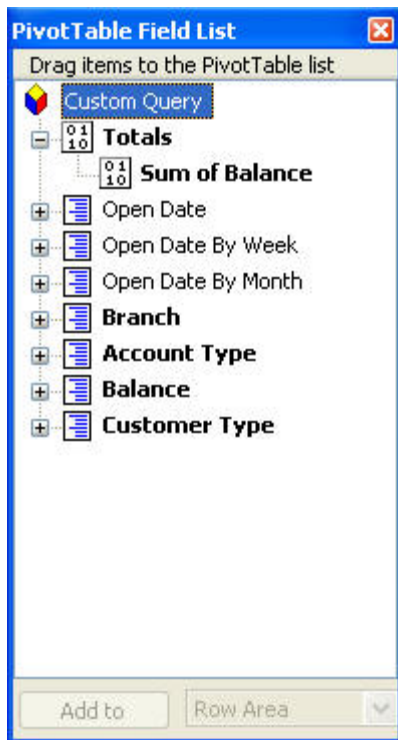 PivotTable Field List
Drag items to the PivotTable list
Custom Query
Totals
Sum of Balance
Open Date
Open Date By Week
Open Date By Month
Branch
Account Type
Balance
Customer Type
Add to
Row Area